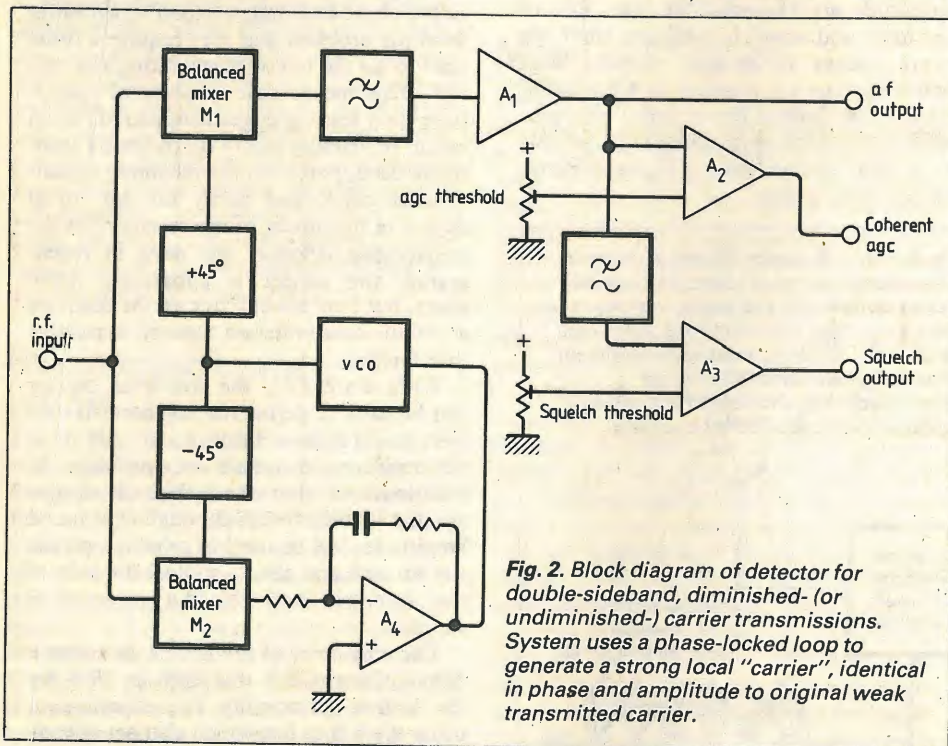 Balanced
mixer
M1
A1
a f
output
agc threshold
A2
Coherent
agc
+45°
r.f.
input
vco
Squelch threshold
A3
Squelch
output
-45°
Balanced
mixer
M2
A4
+
+
+
Fig. 2. Block diagram of detector for
double-sideband, diminished- (or
undiminished-) carrier transmissions.
System uses phase-locked loop to
generate a strong local "carrier", identical
in phase and amplitude to original weak
transmitted carrier.